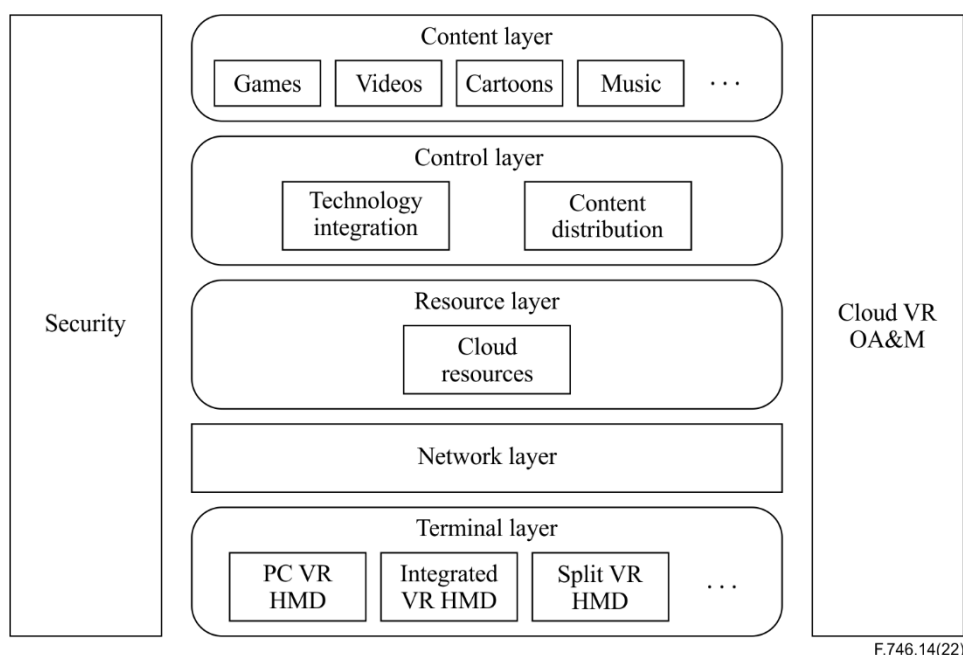 Content layer
Games
Videos
Cartoons
Music
. . .
Control layer
Technology
integration
Content
distribution
Resource layer
Cloud
resources
Security
Cloud VR
OA&M
Network layer
Terminal layer
PC VR
HMD
Integrated
VR HMD
Split VR
HMD
. . .
F.746.14(22)